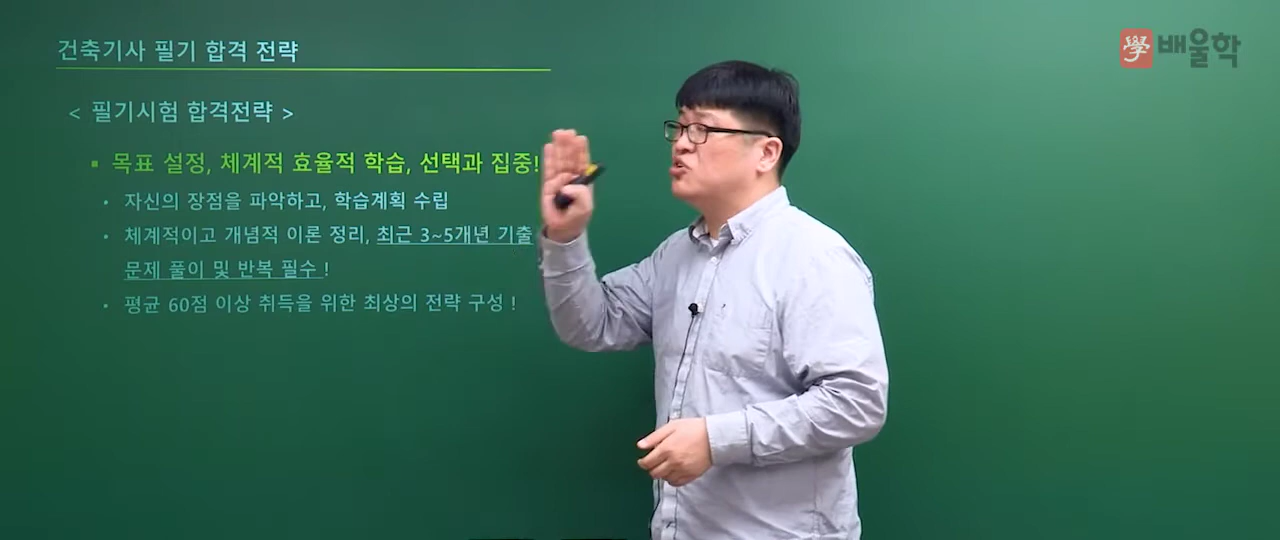 건축기사 필기 합격 전략
學 배울학
< 필기시험 합격전략 >
▪ 목표 설정, 체계적 효율적 학습, 선택과 집중!
• 자신의 장점을 파악하고, 학습계획 수립
• 체계적이고 개념적 이론 정리, 최근 3~5개년 기출
문제 풀이 및 반복 필수 !
• 평균 60점 이상 취득을 위한 최상의 전략 구성 !